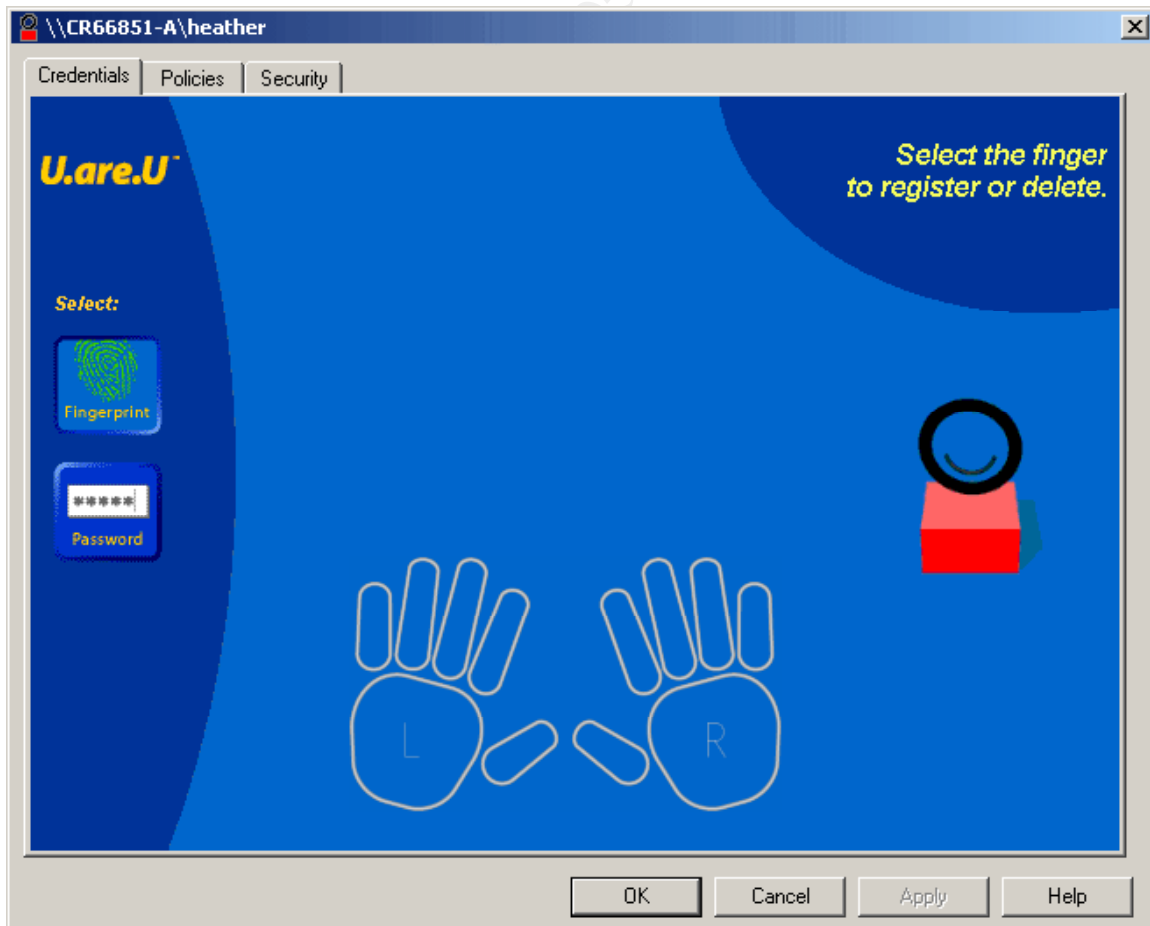 \\CR66851-A\heather
Credentials Policies Security
U.are.U™
Select the finger
to register or delete.
Select:
Fingerprint
*****
Password
L R
OK Cancel Apply Help